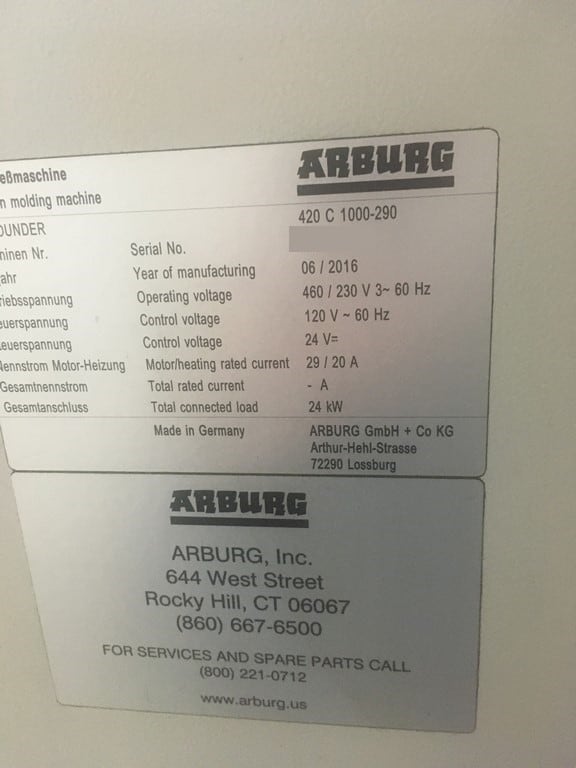 eßmaschine
n molding machine
ARBURG
OUNDER
420 C 1000-290
hinen Nr.
Serial No.
ahr
Year of manufacturing
06 / 2016
riebsspannung
Operating voltage
460 / 230 V 3~ 60 Hz
euerspannung
Control voltage
120 V ~ 60 Hz
euerspannung
Control voltage
24 V=
Nennstrom Motor-Heizung
Motor/heating rated current
29 / 20 A
Gesamtnennstrom
Total rated current
- A
Gesamtanschluss
Total connected load
24 kW
Made in Germany
ARBURG GmbH + Co KG
Arthur-Hehl-Strasse
72290 Lossburg
ARBURG
ARBURG, Inc.
644 West Street
Rocky Hill, CT 06067
(860) 667-6500
FOR SERVICES AND SPARE PARTS CALL
(800) 221-0712
www.arburg.us